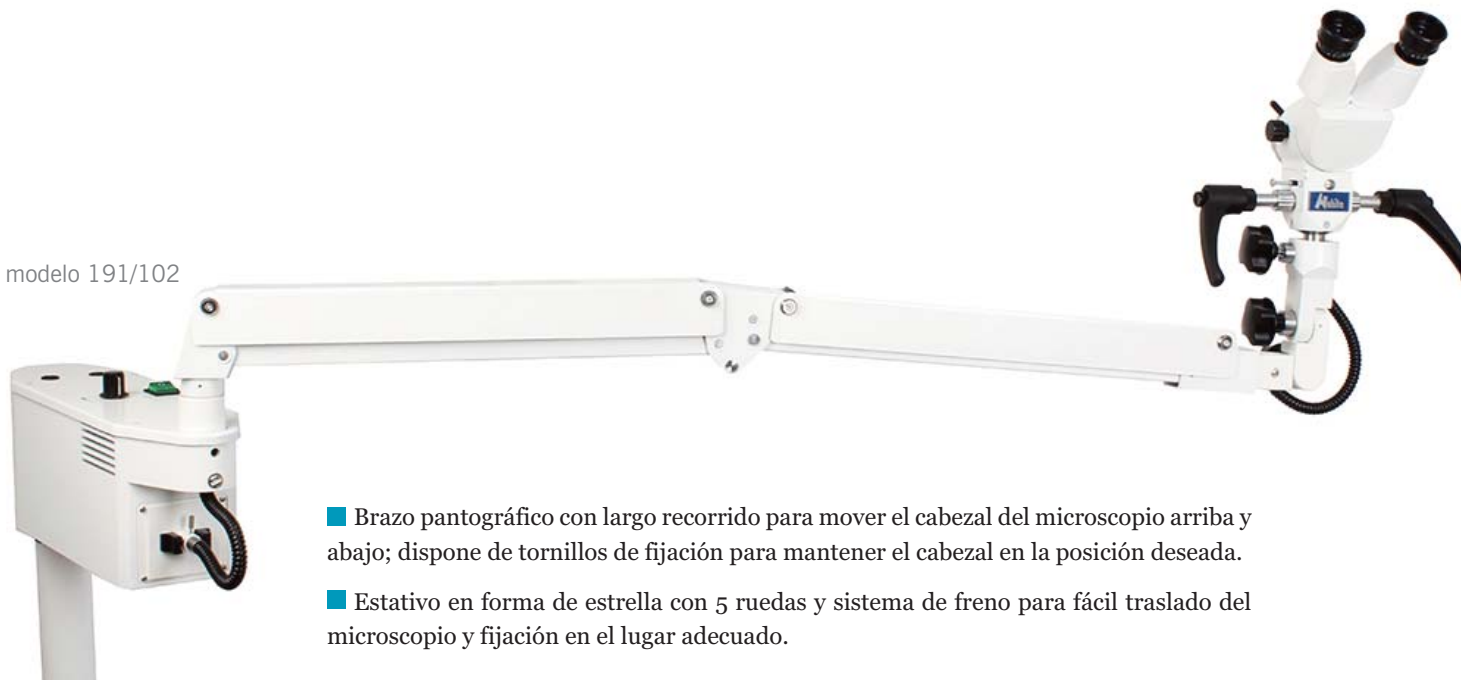 Nahita
modelo 191/102
Brazo pantográfico con largo recorrido para mover el cabezal del microscopio arriba y
abajo; dispone de tornillos de fijación para mantener el cabezal en la posición deseada.
Estativo en forma de estrella con 5 ruedas y sistema de freno para fácil traslado del
microscopio y fijación en el lugar adecuado.